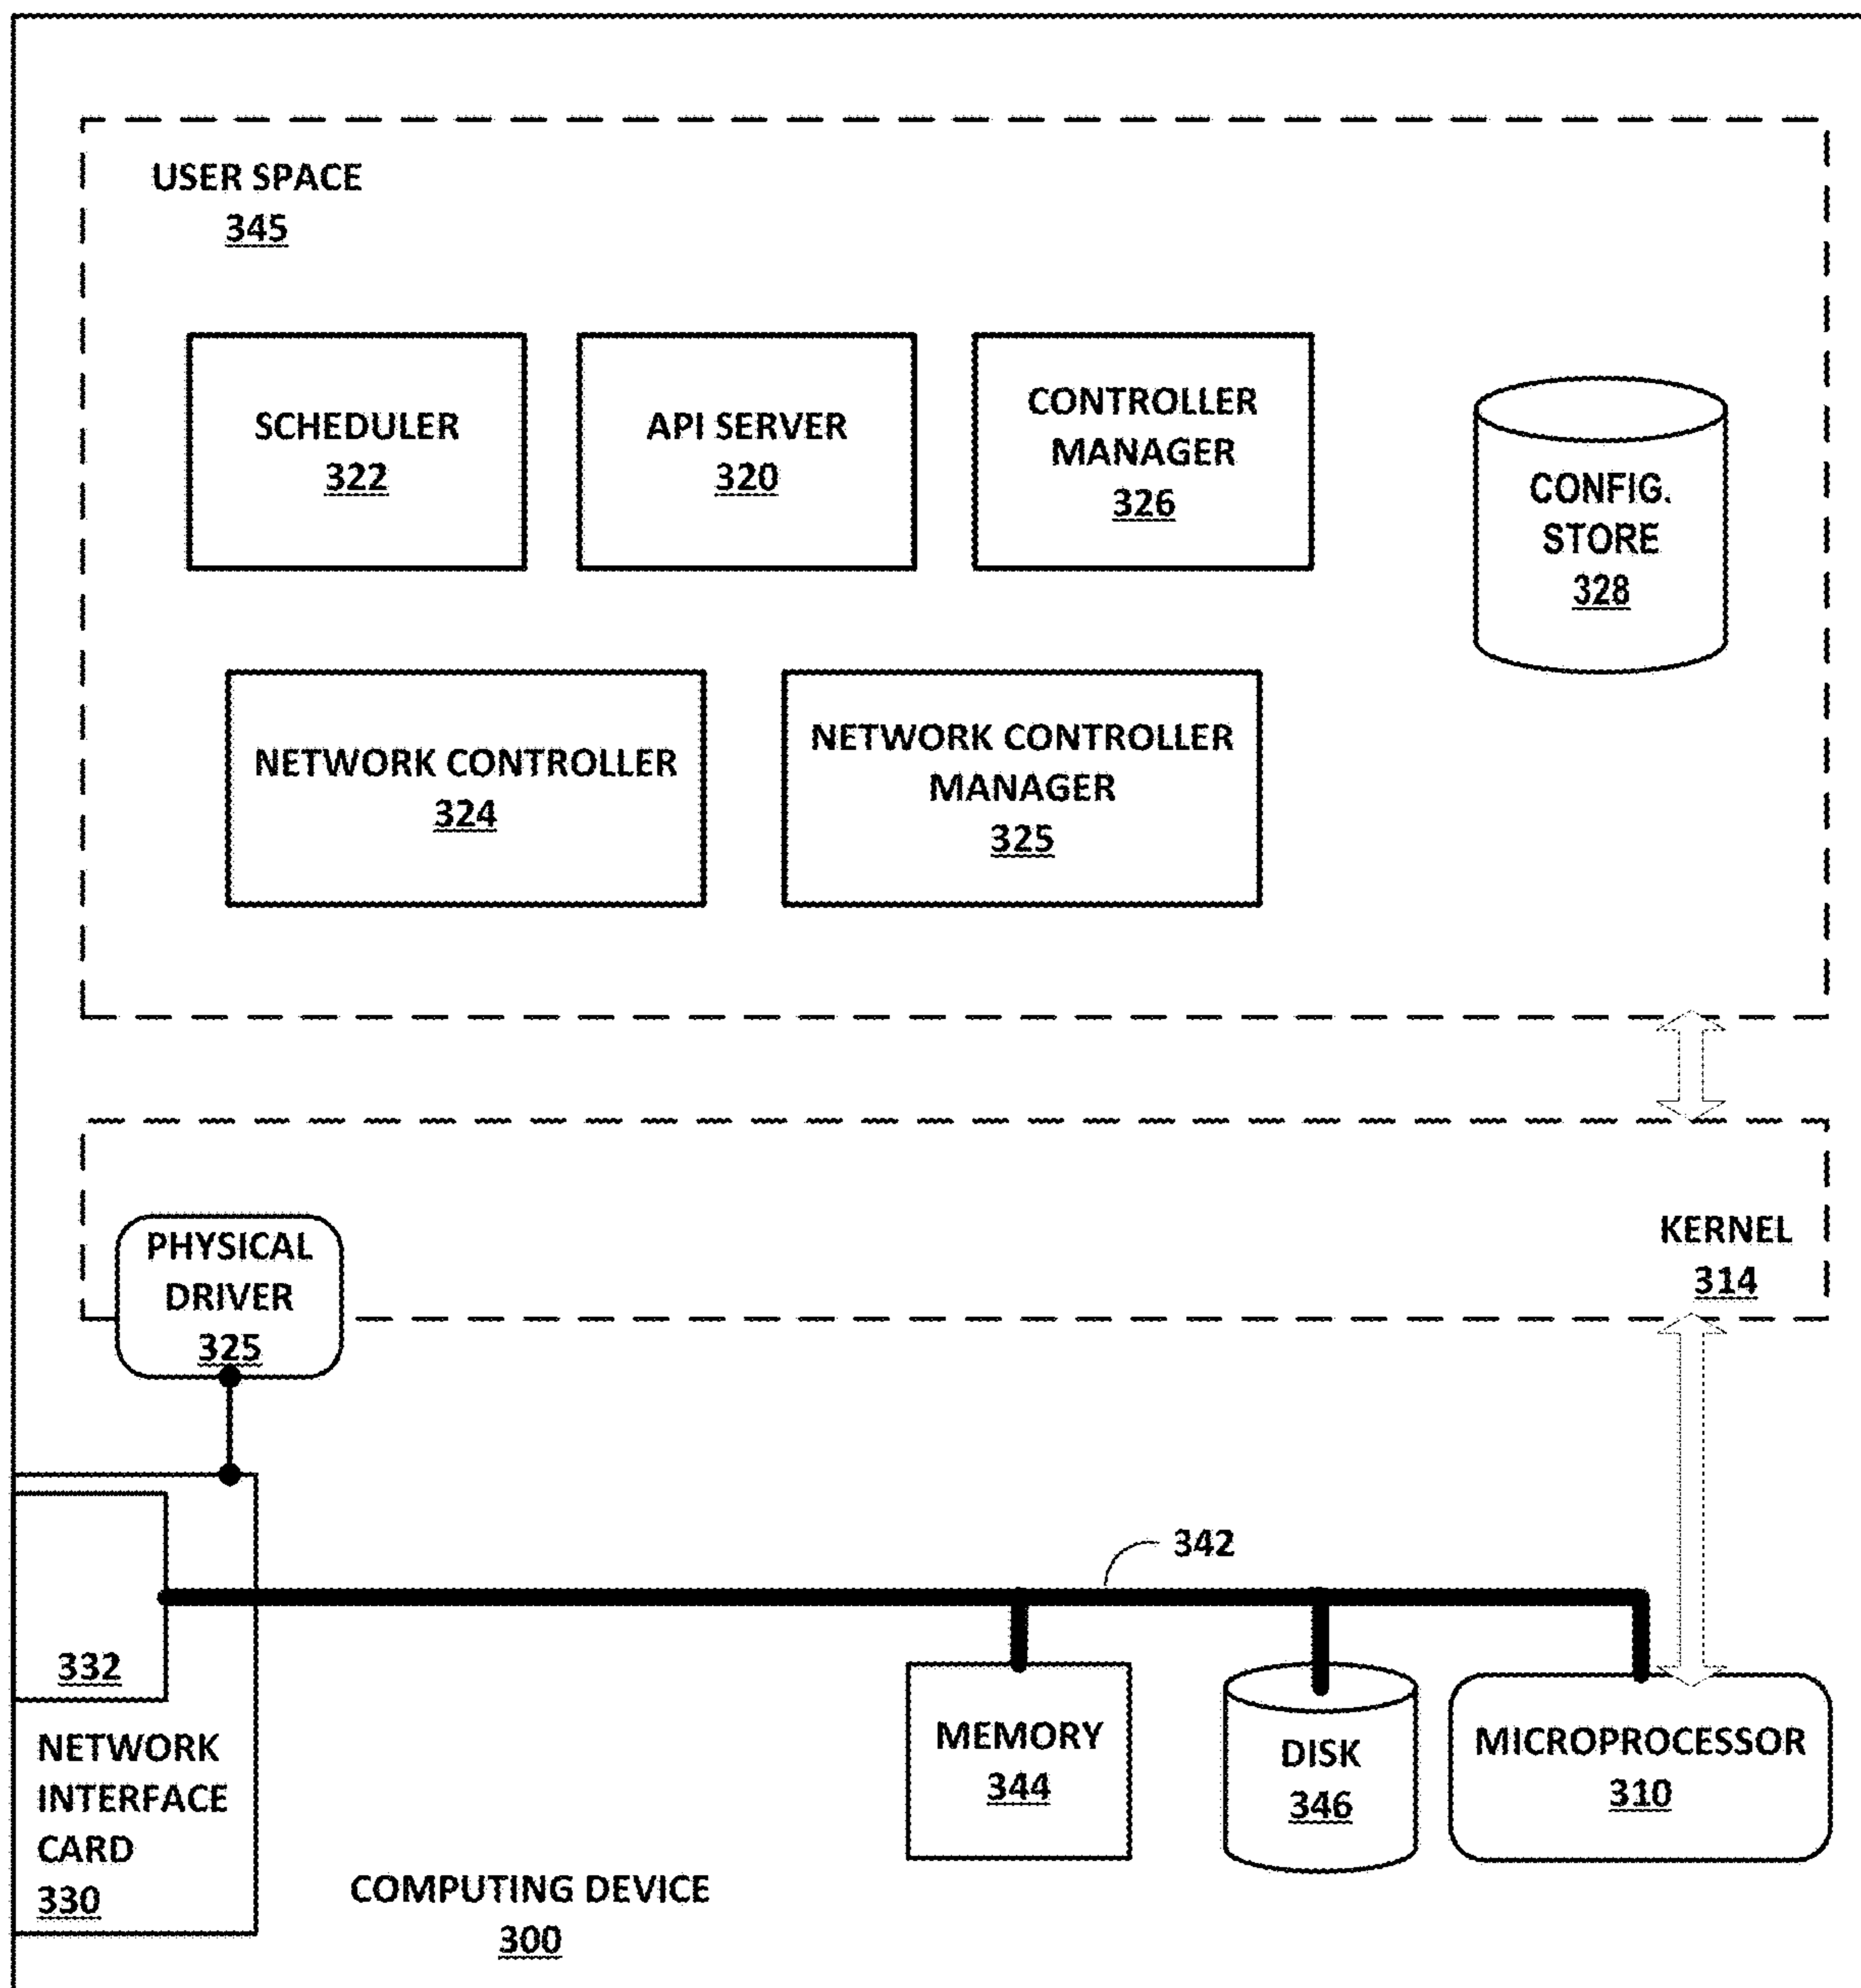 USER SPACE
345
SCHEDULER
322
API SERVER
320
CONTROLLER
MANAGER
326
CONFIG.
STORE
328
NETWORK CONTROLLER
324
NETWORK CONTROLLER
MANAGER
325
KERNEL
314
PHYSICAL
DRIVER
325
342
332
NETWORK
INTERFACE
CARD
330
MEMORY
344
DISK
346
MICROPROCESSOR
310
COMPUTING DEVICE
300